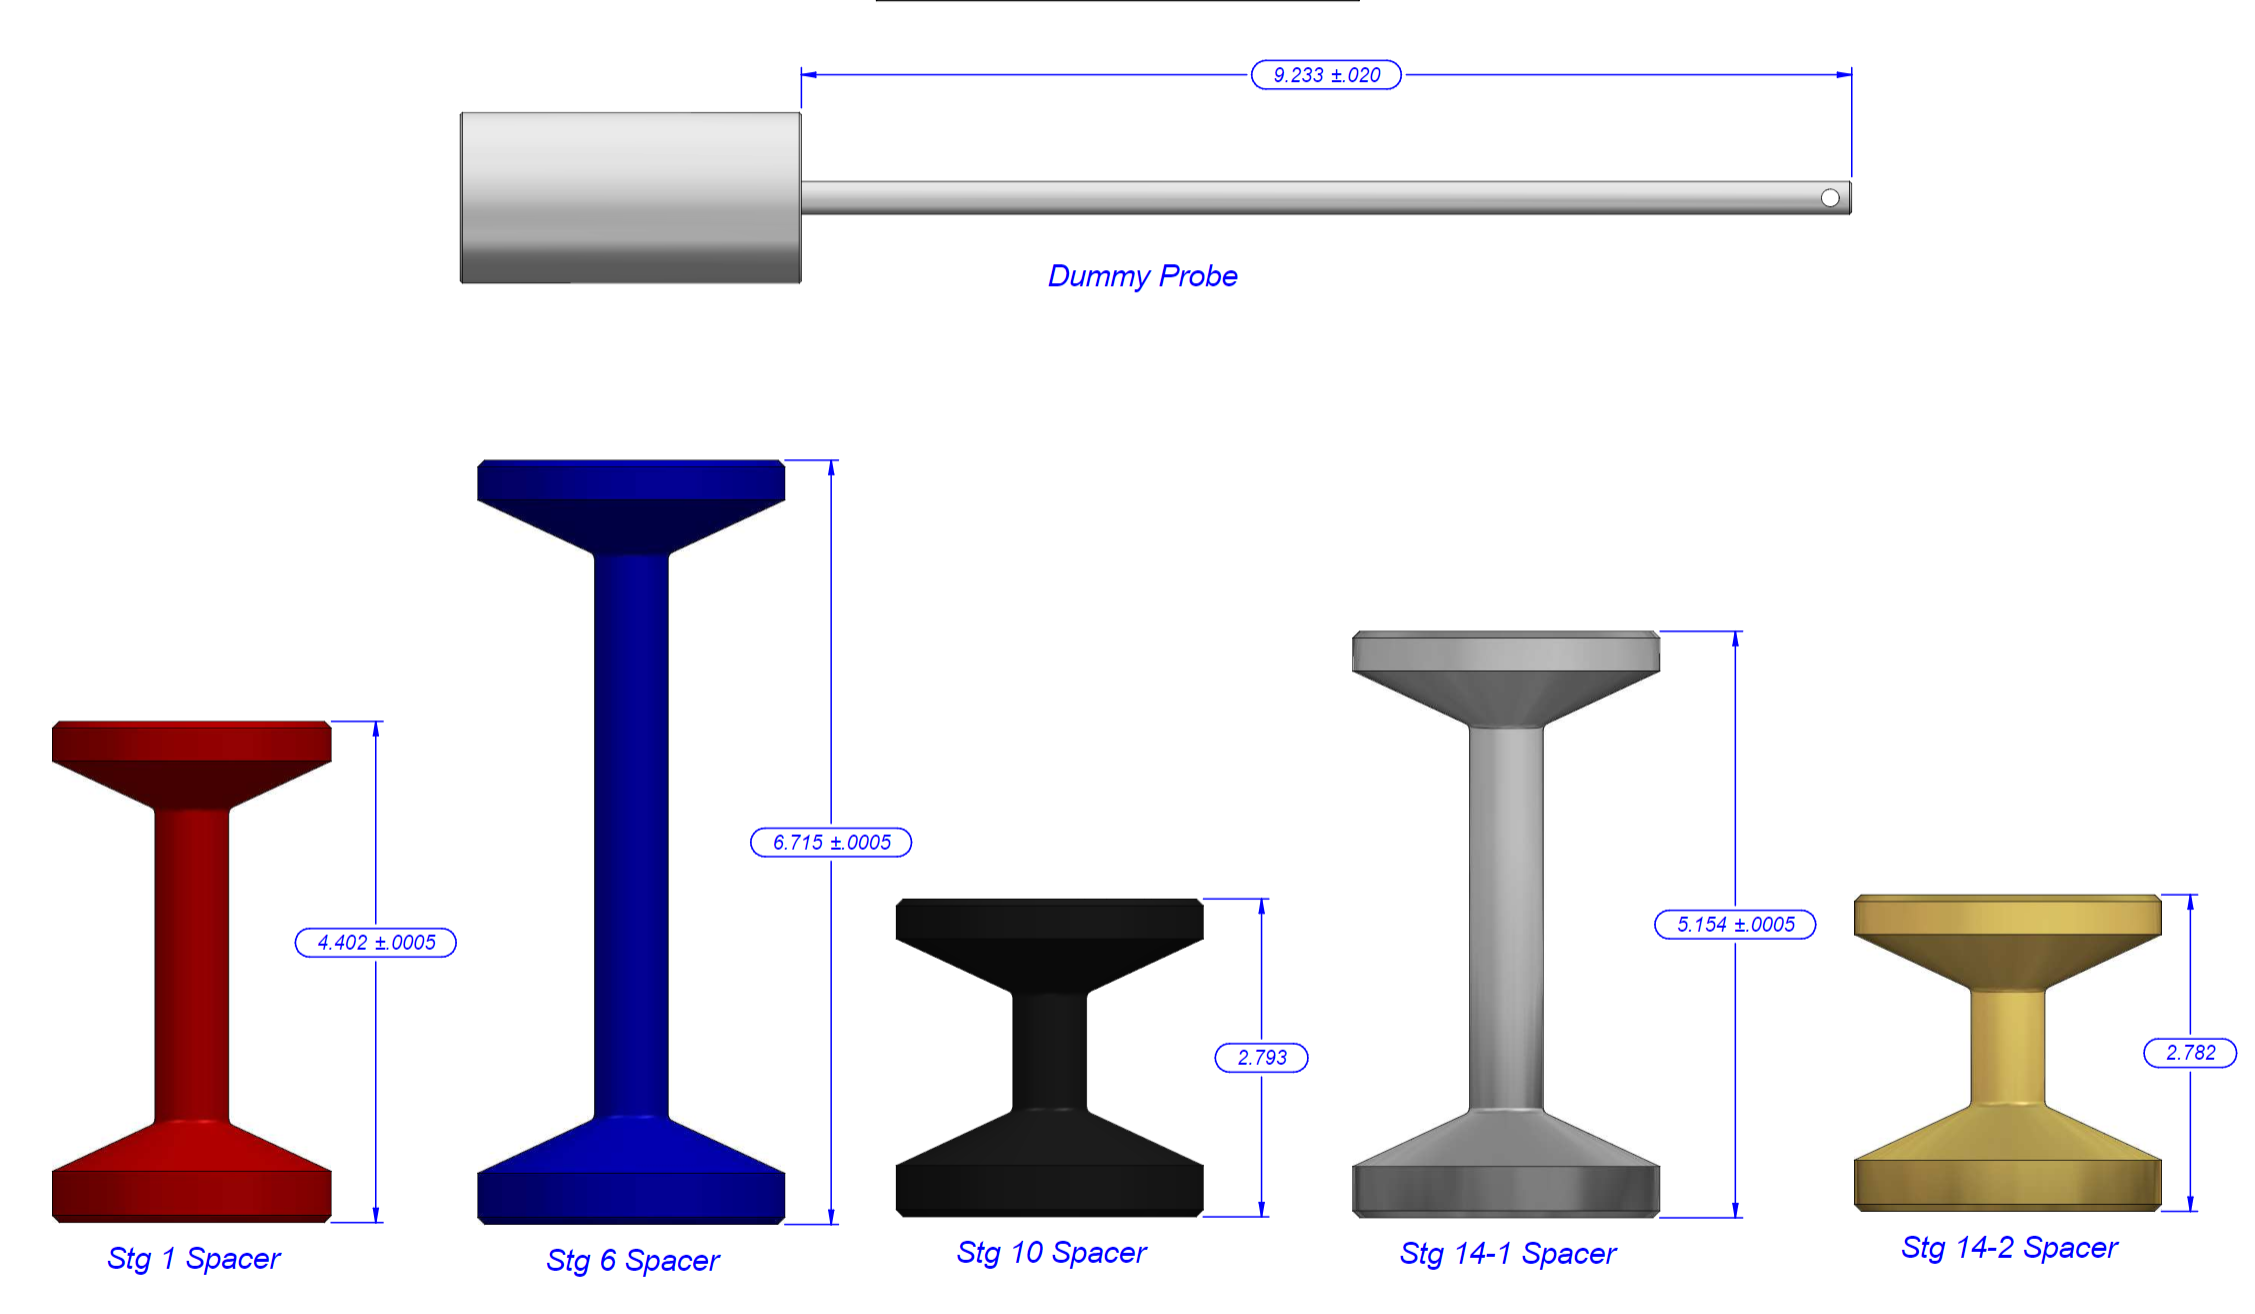 9.233 ±.020
Dummy Probe
6.715 ±.0005
4.402 ±.0005
5.154 ±.0005
2.793
2.782
Stg 1 Spacer
Stg 6 Spacer
Stg 10 Spacer
Stg 14-1 Spacer
Stg 14-2 Spacer